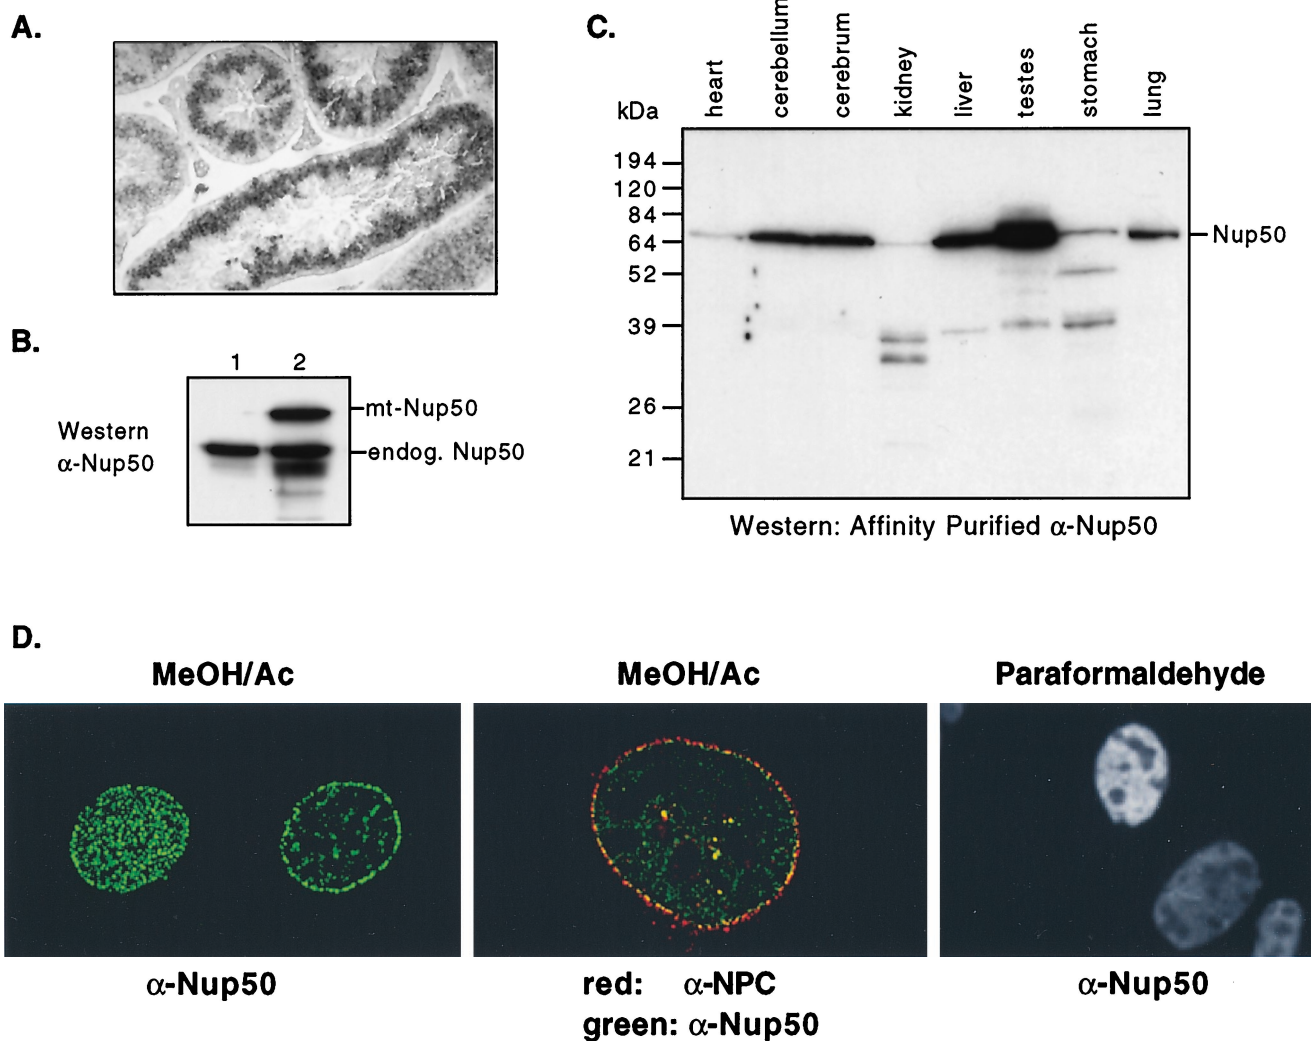 A.
B.
1 2
Western
α-Nup50
mt-Nup50
endog. Nup50
C.
kDa
heart
cerebellum
cerebrum
kidney
liver
testes
stomach
lung
194
120
84
64
52
39
26
21
Nup50
Western: Affinity Purified α-Nup50
D.
MeOH/Ac
MeOH/Ac
Paraformaldehyde
α-Nup50
red: α-NPC
green: α-Nup50
α-Nup50